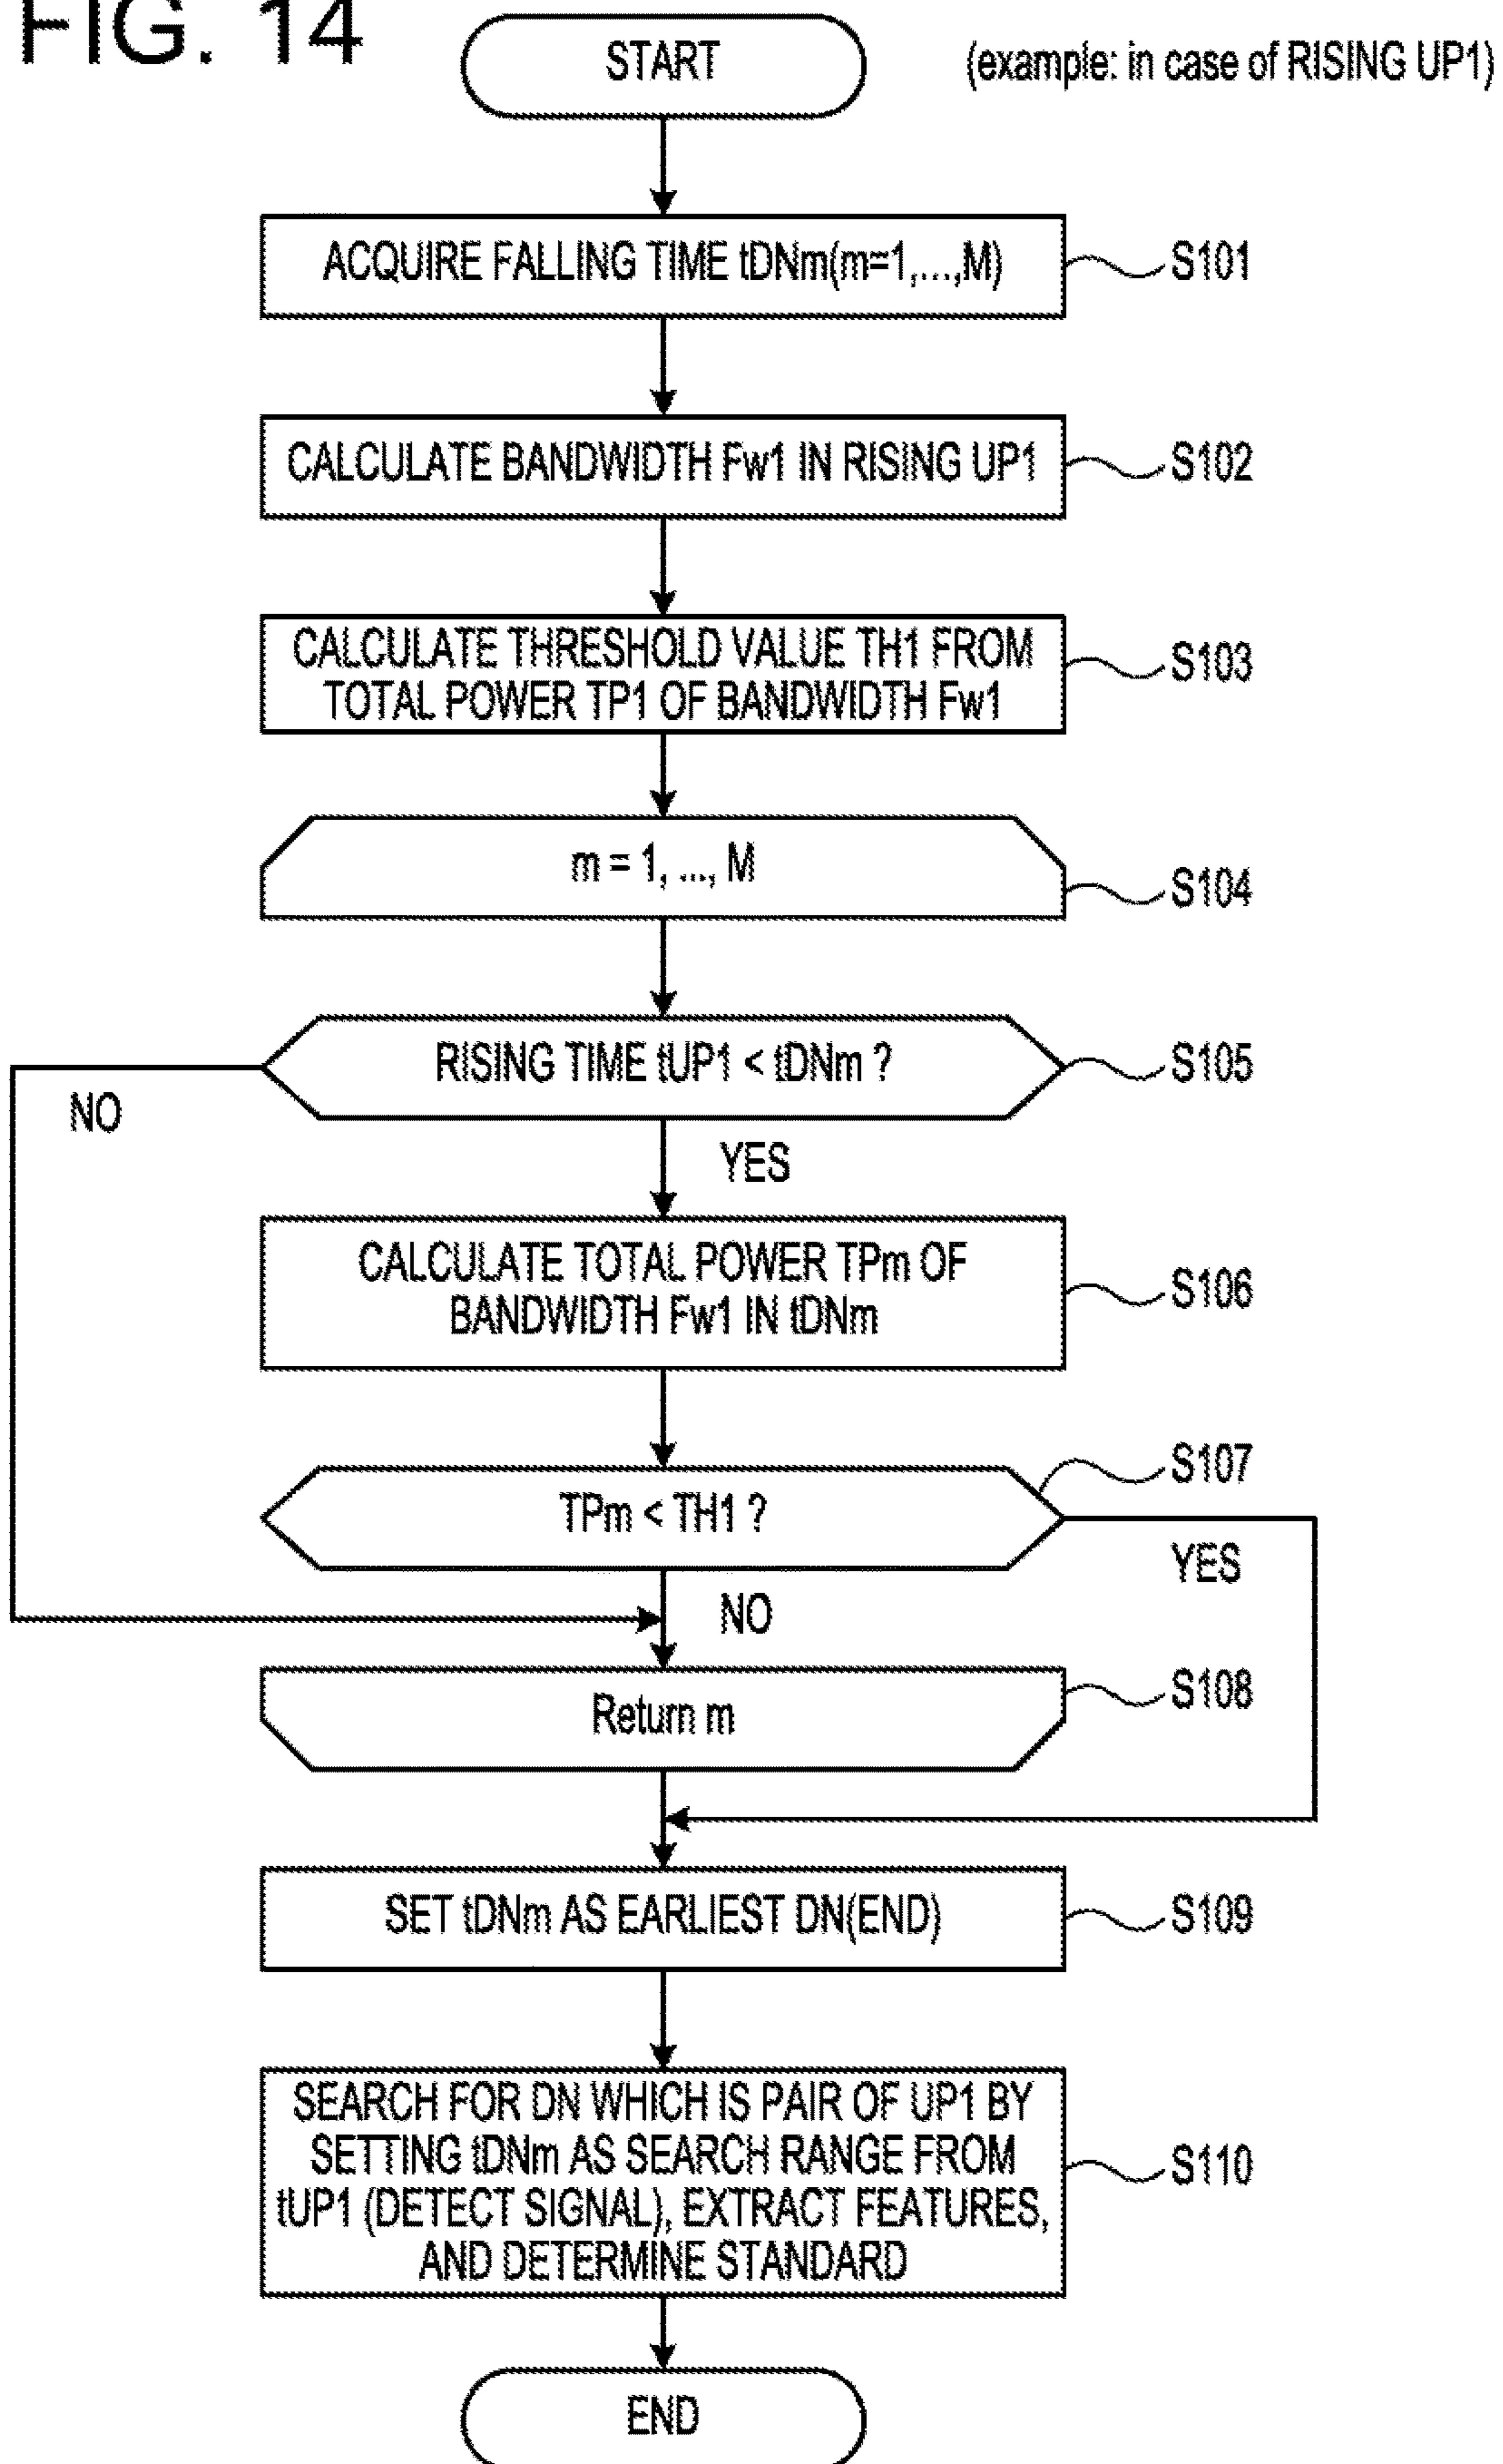 FIG. 14
START
(example: in case of RISING UP1)
ACQUIRE FALLING TIME tDNm(m=1,...,M)
S101
CALCULATE BANDWIDTH Fw1 IN RISING UP1
S102
CALCULATE THRESHOLD VALUE TH1 FROM
TOTAL POWER TP1 OF BANDWIDTH Fw1
S103
m = 1, ..., M
S104
RISING TIME tUP1 < tDNm ?
S105
NO
YES
CALCULATE TOTAL POWER TPm OF
BANDWIDTH Fw1 IN tDNm
S106
TPm < TH1 ?
S107
YES
NO
Return m
S108
SET tDNm AS EARLIEST DN(END)
S109
SEARCH FOR DN WHICH IS PAIR OF UP1 BY
SETTING tDNm AS SEARCH RANGE FROM
tUP1 (DETECT SIGNAL), EXTRACT FEATURES,
AND DETERMINE STANDARD
S110
END